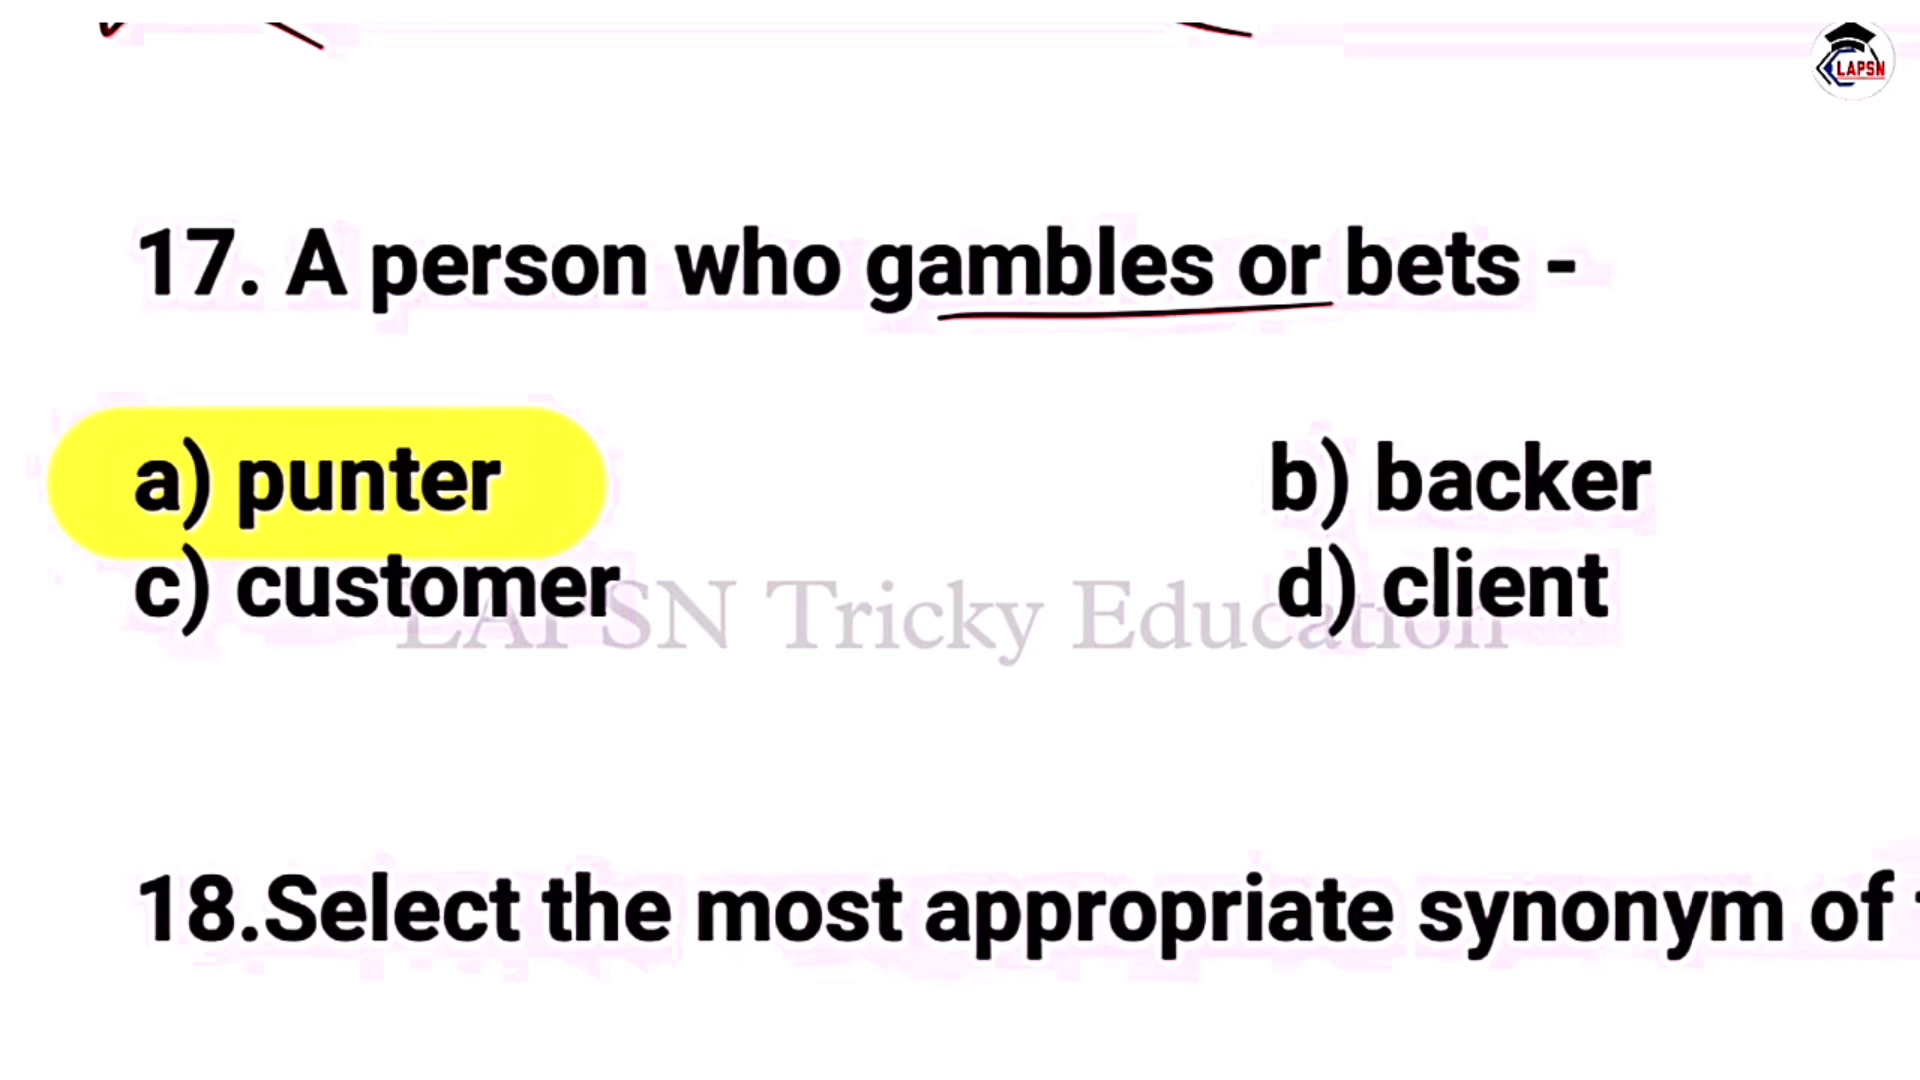 LAPSN
17. A person who gambles or bets -
a) punter b) backer
c) customer d) client
LAPSN Tricky Education
18.Select the most appropriate synonym of